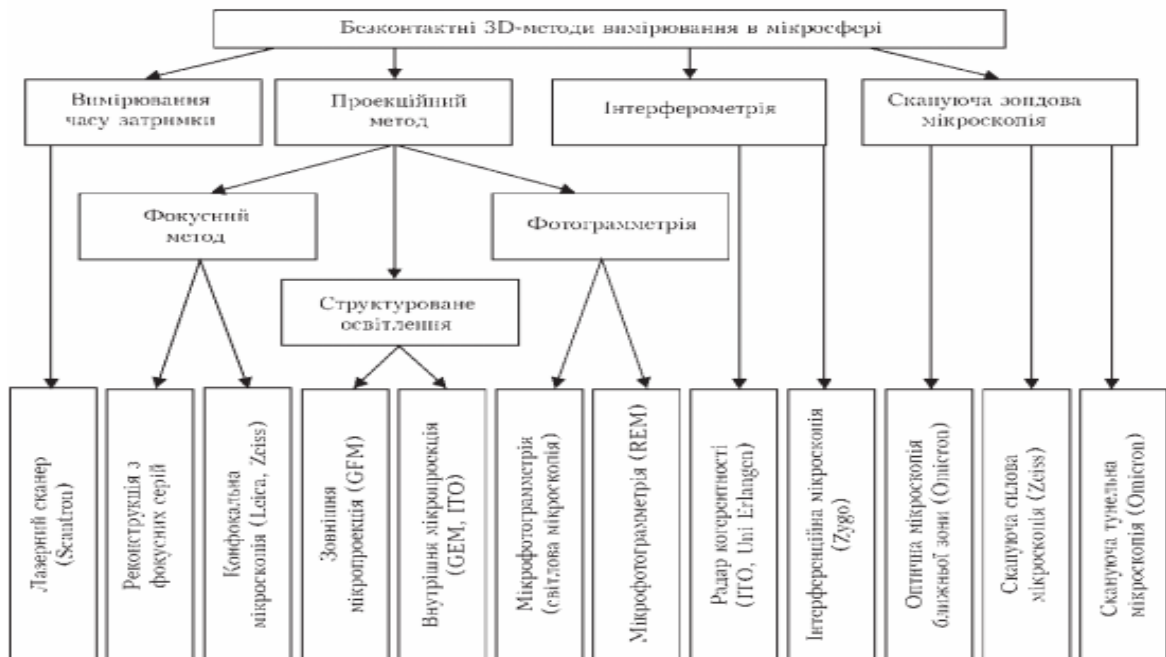 Безконтактні 3D-методи вимірювання в мікросфері
Вимірювання
часу затримки
Проекційний
метод
Інтерферометрія
Скануюча зондова
мікроскопія
Фокусний
метод
Фотограмметрія
Структуроване
освітлення
Лазерний сканер
(Scantron)
Реконструкція з
фокусних серій
Конфокальна
мікроскопія (Leica, Zeiss)
Зовнішня
мікропроекція (GFM)
Внутрішня мікропроекція
(GEM, ITO)
Мікрофотограмметрія
(світлова мікроскопія)
Мікрофотограмметрія (REM)
Радар когерентності
(ITO, Uni Erlangen)
Інтерференційна мікроскопія
(Zygo)
Оптична мікроскопія
ближньої зони (Omicron)
Скануюча силова
мікроскопія (Zeiss)
Скануюча тунельна
мікроскопія (Omicron)